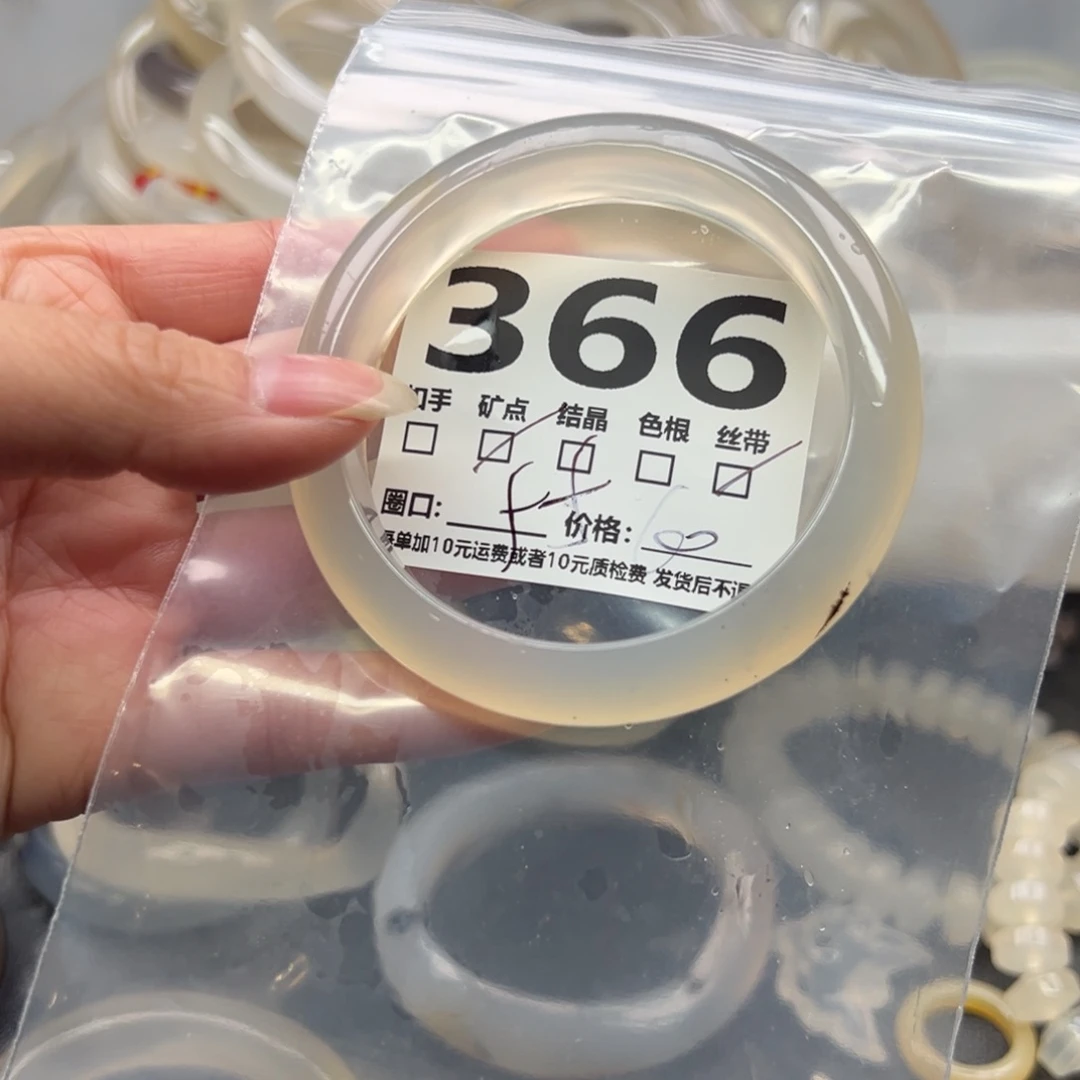 366
扣手 矿点 结晶 色根 丝带
圈口: 价格:
单加10元运费或者10元质检费 发货后不退